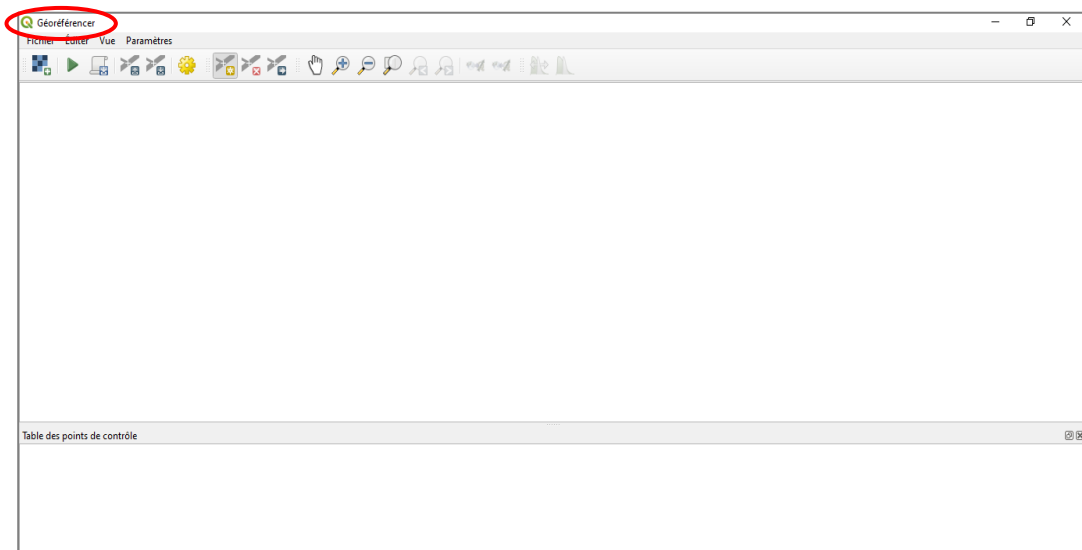 Géoréférencer
Fichier Éditer Vue Paramètres
Table des points de contrôle